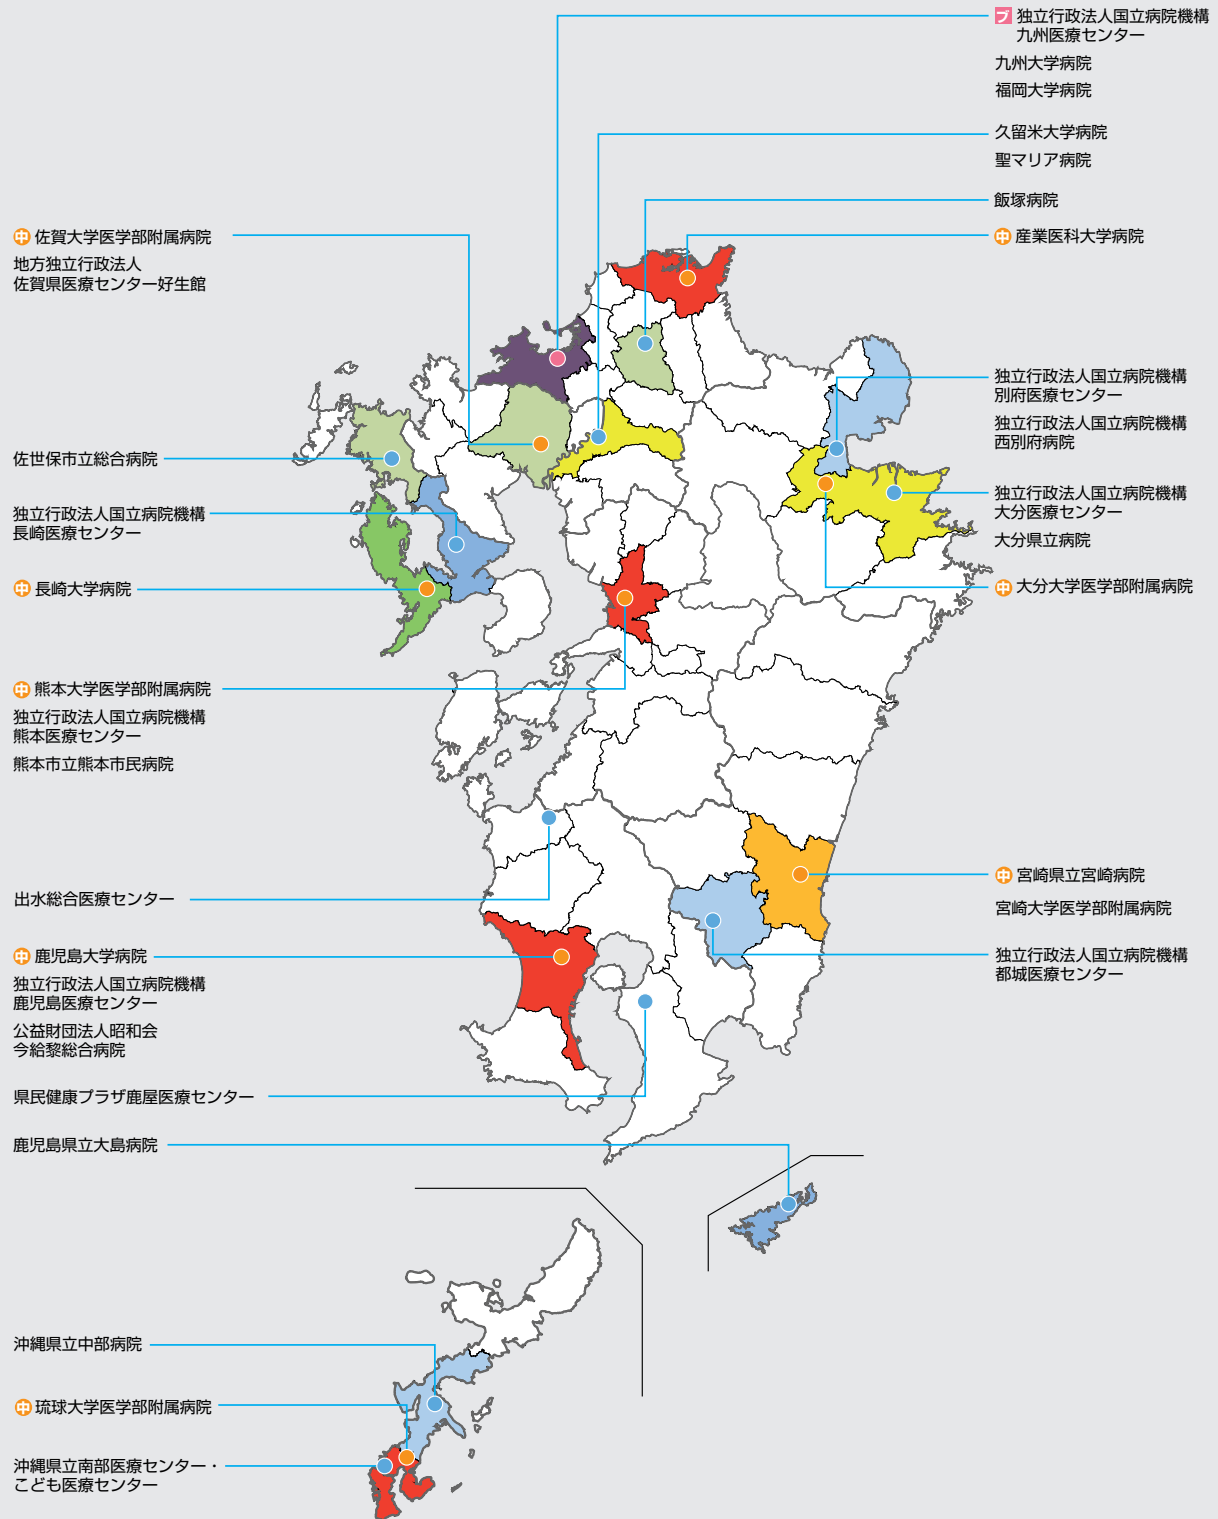 ブ 独立行政法人国立病院機構
九州医療センター
九州大学病院
福岡大学病院
久留米大学病院
聖マリア病院
飯塚病院
中 産業医科大学病院
中 佐賀大学医学部附属病院
地方独立行政法人
佐賀県医療センター好生館
独立行政法人国立病院機構
別府医療センター
独立行政法人国立病院機構
西別府病院
佐世保市立総合病院
独立行政法人国立病院機構
長崎医療センター
独立行政法人国立病院機構
大分医療センター
大分県立病院
中 長崎大学病院
中 大分大学医学部附属病院
中 熊本大学医学部附属病院
独立行政法人国立病院機構
熊本医療センター
熊本市立熊本市民病院
出水総合医療センター
中 宮崎県立宮崎病院
宮崎大学医学部附属病院
中 鹿児島大学病院
独立行政法人国立病院機構
鹿児島医療センター
公益財団法人昭和会
今給黎総合病院
独立行政法人国立病院機構
都城医療センター
県民健康プラザ鹿屋医療センター
鹿児島県立大島病院
沖縄県立中部病院
中 琉球大学医学部附属病院
沖縄県立南部医療センター・
こども医療センター